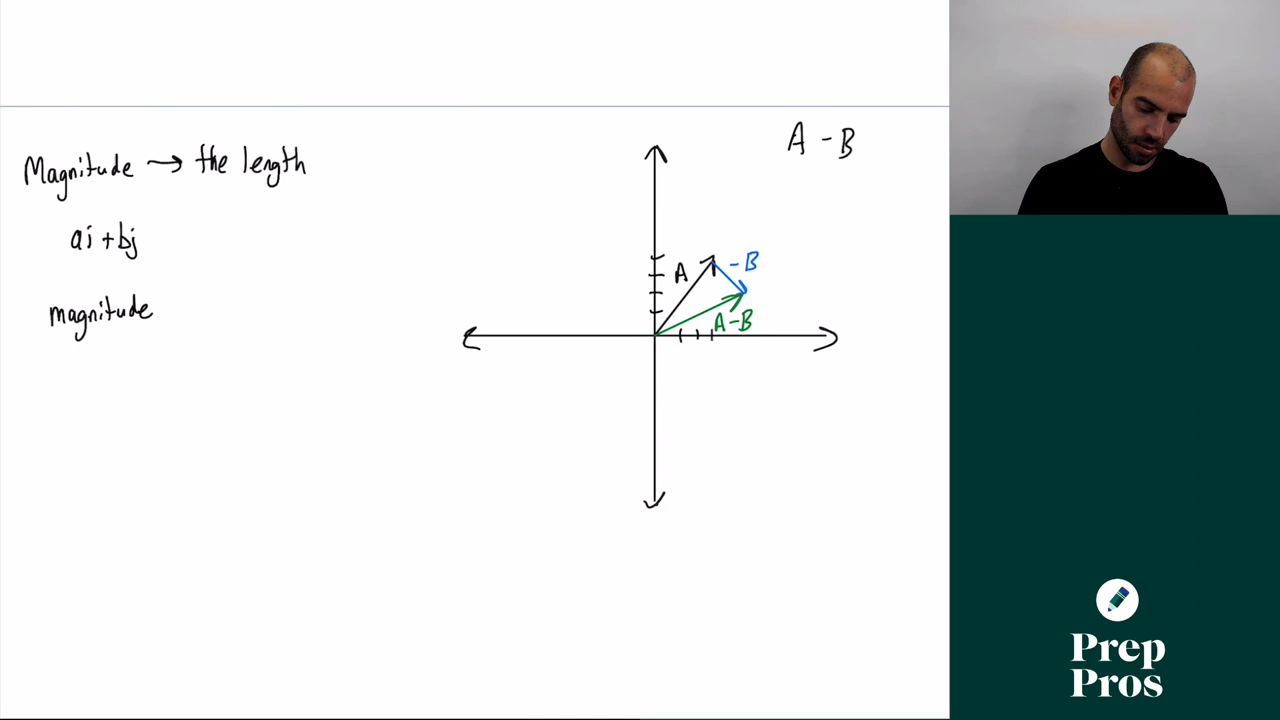 Magnitude → the length
ai + bj
magnitude
A - B
A
- B
A - B
Prep
Pros